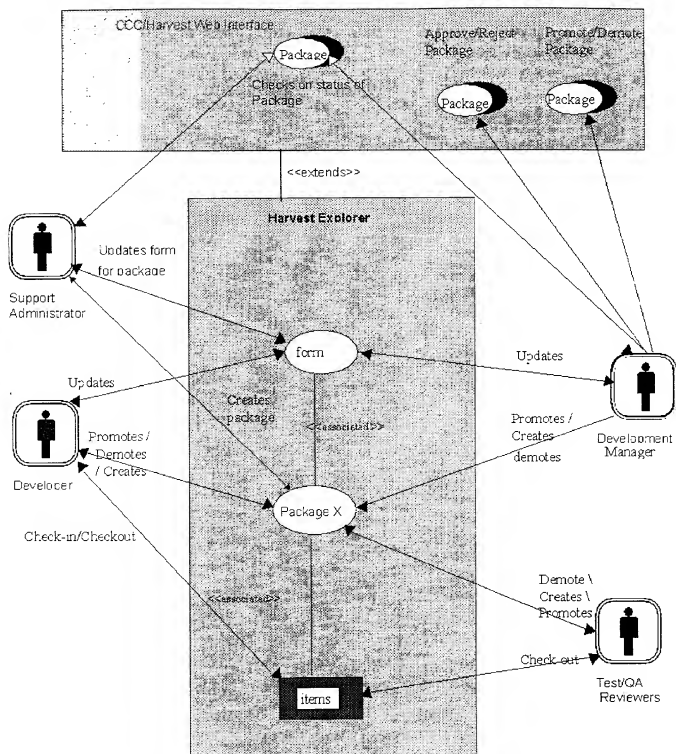 CCC/Harvest Web Interface
Package
Checks on status of
Package
Approve/Reject
Package
Package
Promote/Demote
Package
Package
<<extends>>
Harvest Explorer
Support
Administrator
Updates form
for package
form
Updates
Updates
Creates
package
<<associated>>
Developer
Promotes /
Demotes
/ Creates
Promotes /
Creates
demotes
Development
Manager
Package X
Check-in/Checkout
<<associated>>
Demote \
Creates \
Promotes
Check-out
Test/QA
Reviewers
items